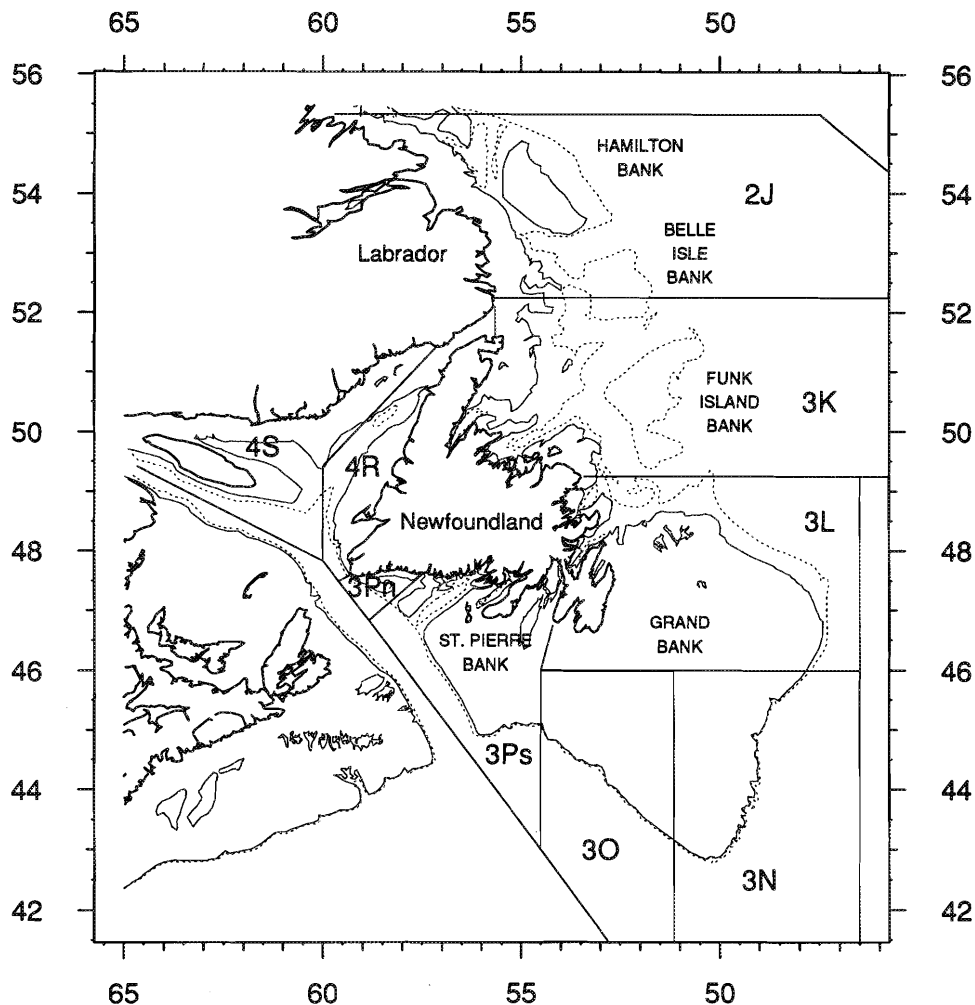 65 60 55 50
56 56
HAMILTON
BANK
54 2J 54
BELLE
ISLE
BANK
Labrador
52 52
FUNK
ISLAND
BANK
3K
50 50
4S
4R
Newfoundland
3L
48 48
3Pn
GRAND
BANK
ST. PIERRE
BANK
46 46
3Ps
44 44
3O
3N
42 42
65 60 55 50